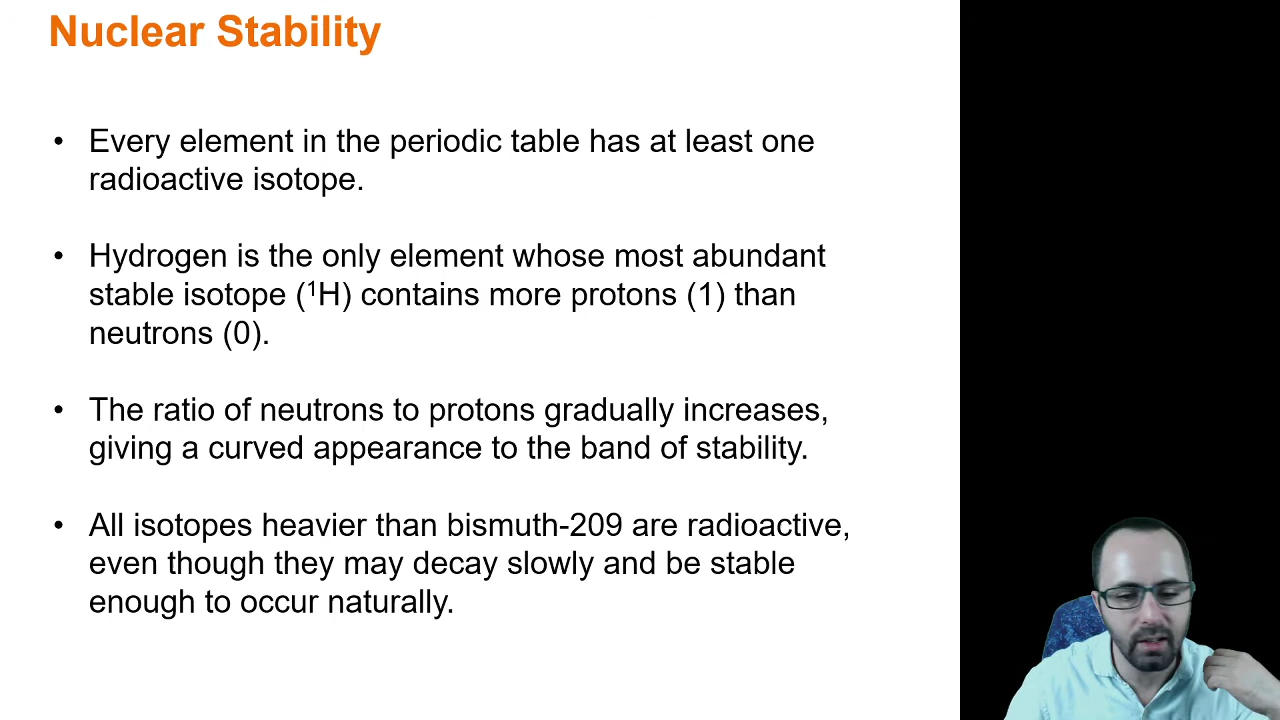 Nuclear Stability
• Every element in the periodic table has at least one
radioactive isotope.
• Hydrogen is the only element whose most abundant
stable isotope (¹H) contains more protons (1) than
neutrons (0).
• The ratio of neutrons to protons gradually increases,
giving a curved appearance to the band of stability.
• All isotopes heavier than bismuth-209 are radioactive,
even though they may decay slowly and be stable
enough to occur naturally.